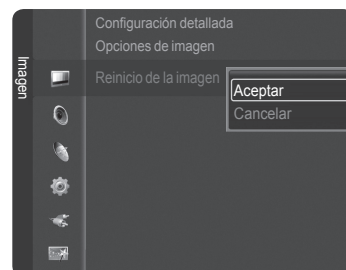 Imagen
Configuración detallada
Opciones de imagen
Reinicio de la imagen
Aceptar
Cancelar